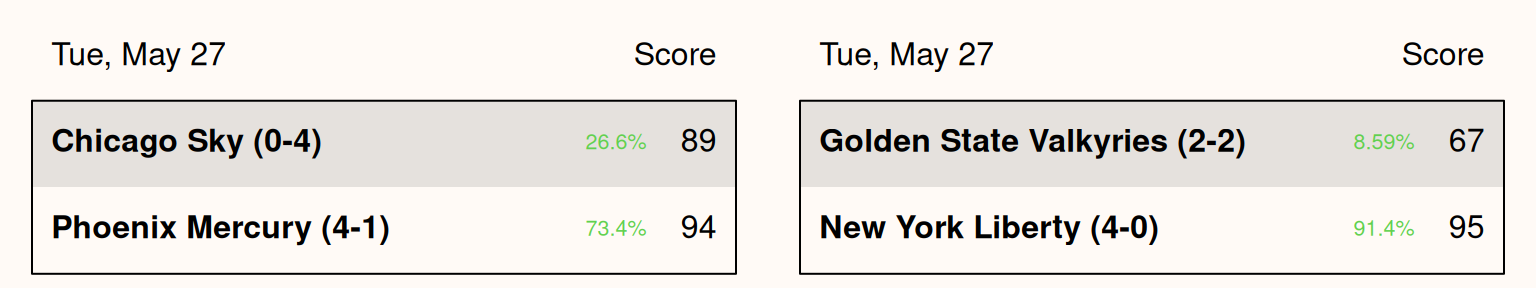 Tue, May 27 Score
Chicago Sky (0-4) 26.6% 89
Phoenix Mercury (4-1) 73.4% 94
Tue, May 27 Score
Golden State Valkyries (2-2) 8.59% 67
New York Liberty (4-0) 91.4% 95